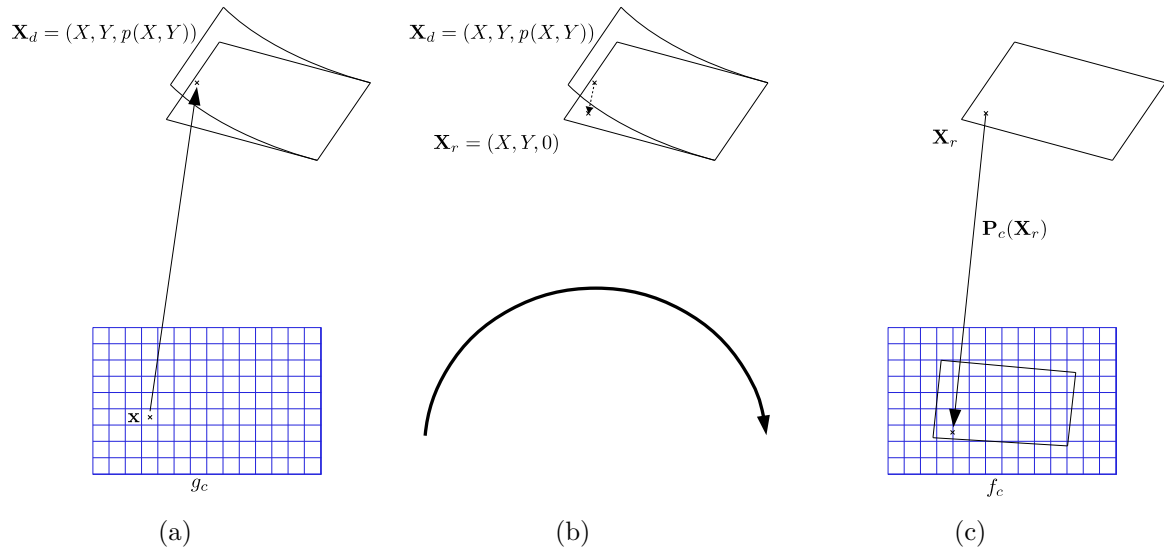 𝐗_d = (X, Y, p(X, Y))
𝐱
g_c
(a)
𝐗_d = (X, Y, p(X, Y))
𝐗_r = (X, Y, 0)
(b)
𝐗_r
𝐏_c(𝐗_r)
f_c
(c)